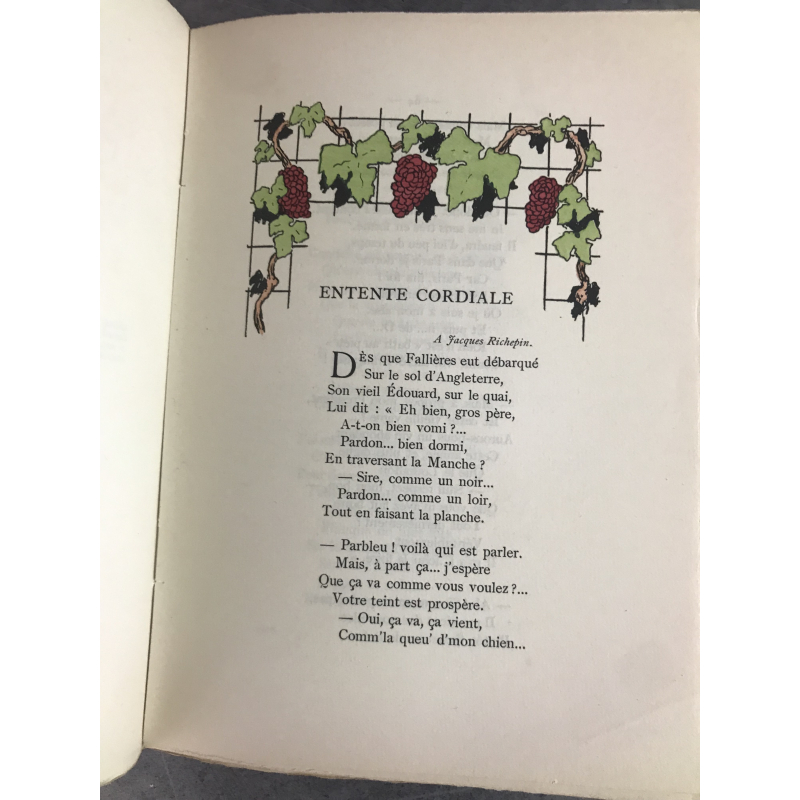 ENTENTE CORDIALE
A Jacques Richepin.
DÈS que Fallières eut débarqué
Sur le sol d'Angleterre,
Son vieil Édouard, sur le quai,
Lui dit : « Eh bien, gros père,
A-t-on bien vomi ?...
Pardon... bien dormi,
En traversant la Manche ?
— Sire, comme un noir...
Pardon... comme un loir,
Tout en faisant la planche.
— Parbleu ! voilà qui est parler.
Mais, à part ça... j'espère
Que ça va comme vous voulez ?...
Votre teint est prospère.
— Oui, ça va, ça vient,
Comm'la queu' d'mon chien...